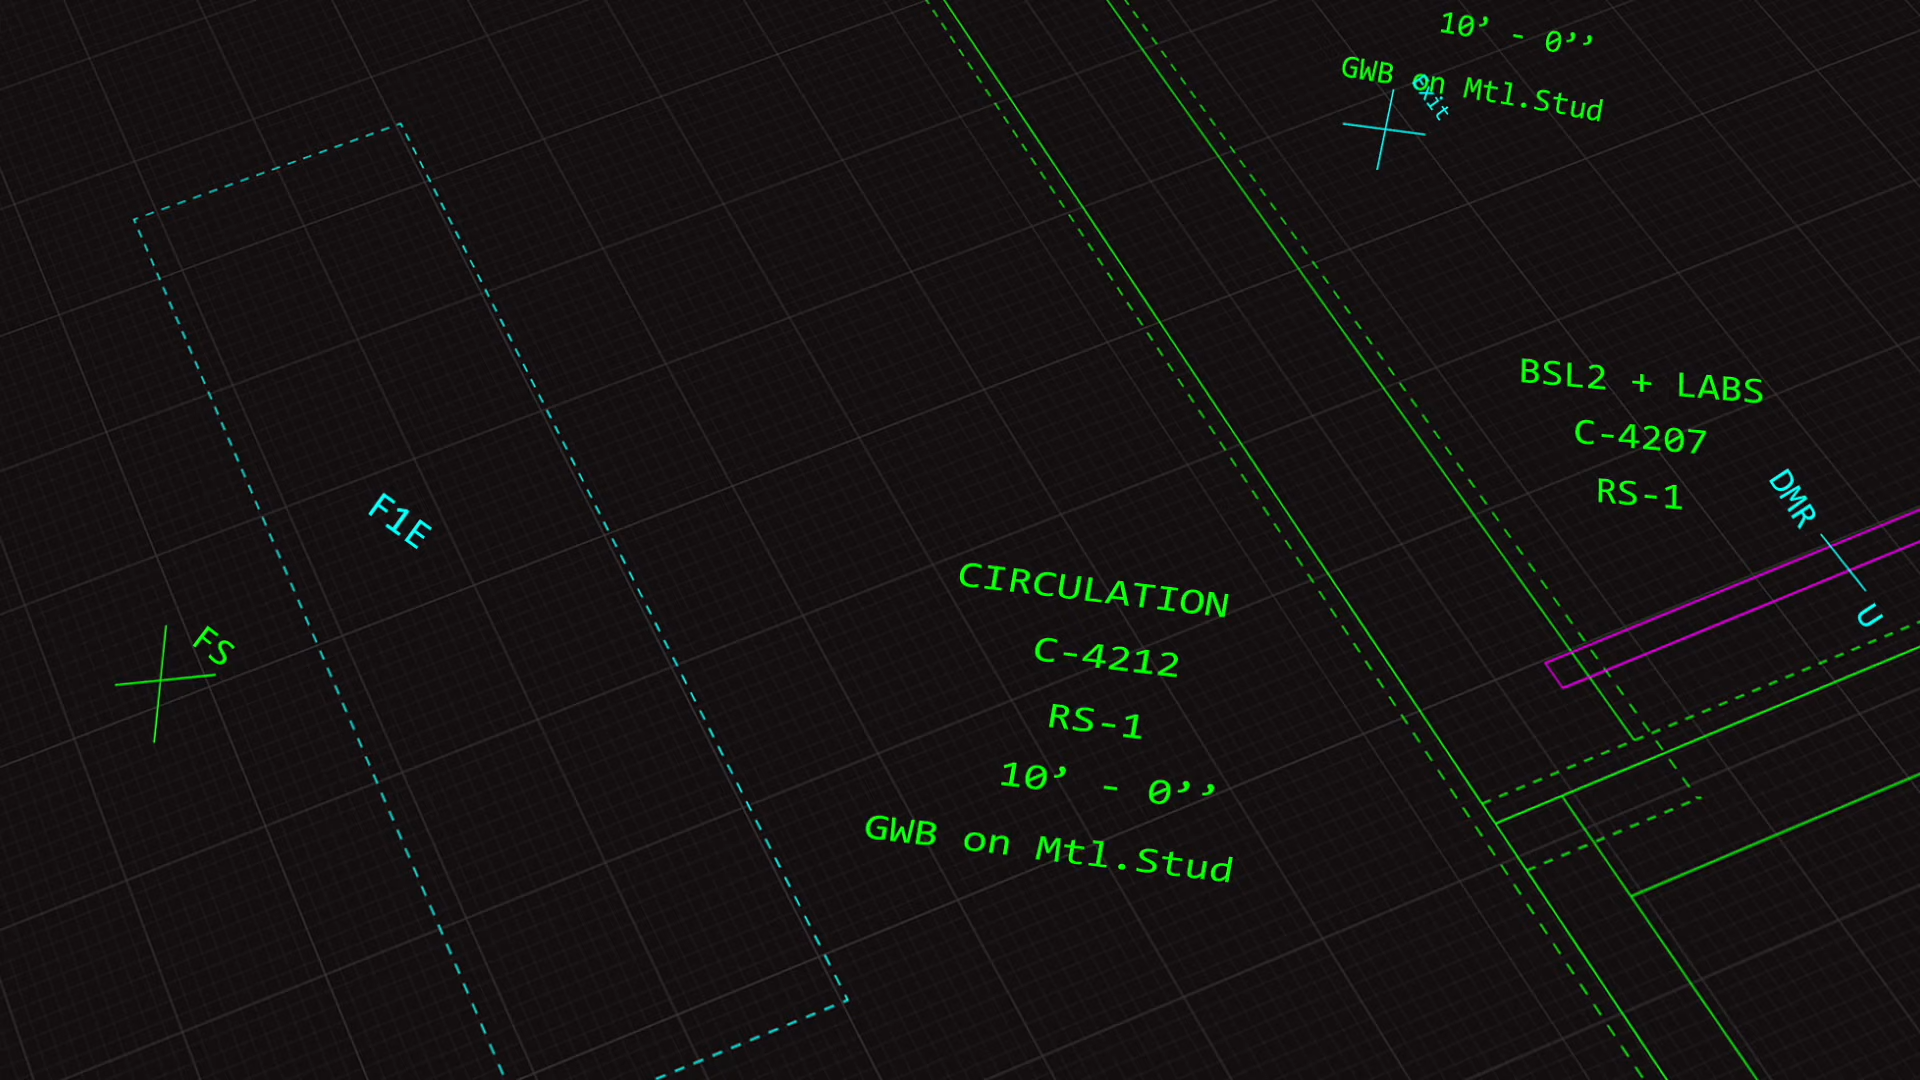 10’ - 0’’
GWB on Mtl.Stud
exit
BSL2 + LABS
C-4207
RS-1
DMR
U
F1E
FS
CIRCULATION
C-4212
RS-1
10’ - 0’’
GWB on Mtl.Stud